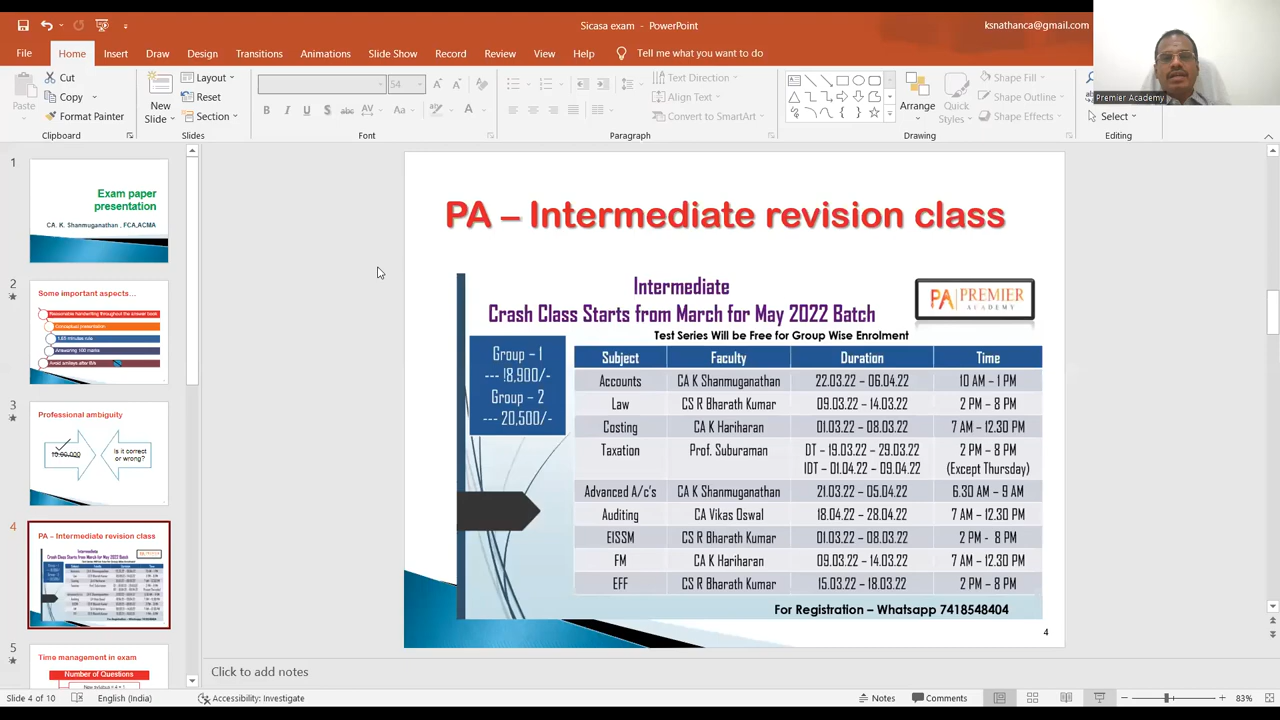 Sicasa exam - PowerPoint
ksnathanca@gmail.com
File Home Insert Draw Design Transitions Animations Slide Show Record Review View Help Tell me what you want to do
Paste
Cut
Copy
Format Painter
Clipboard
New Slide
Layout
Reset
Section
Slides
54
Font
Text Direction
Align Text
Convert to SmartArt
Paragraph
Arrange
Quick Styles
Shape Fill
Shape Outline
Shape Effects
Drawing
Select
Editing
Premier Academy
1
Exam paper
presentation
CA. K. Shanmuganathan , FCA,ACMA
2
Some important aspects...
Reasonable handwriting throughout the answer book
Conceptual presentation
Answering 100 marks
3
Professional ambiguity
10,00,000
Is it correct
or wrong?
4
PA – Intermediate revision class
5
Time management in exam
Number of Questions
PA – Intermediate revision class
Intermediate
Crash Class Starts from March for May 2022 Batch
PA PREMIER
ACADEMY
Test Series Will be Free for Group Wise Enrolment
Group – 1
--- 18,900/-
Group – 2
--- 20,500/-
Subject Faculty Duration Time
Accounts CA K Shanmuganathan 22.03.22 – 06.04.22 10 AM – 1 PM
Law CS R Bharath Kumar 09.03.22 – 14.03.22 2 PM – 8 PM
Costing CA K Hariharan 01.03.22 – 08.03.22 7 AM – 12.30 PM
Taxation Prof. Suburaman DT – 19.03.22 – 29.03.22 2 PM – 8 PM
IDT – 01.04.22 – 09.04.22 (Except Thursday)
Advanced A/c's CA K Shanmuganathan 21.03.22 – 05.04.22 6.30 AM – 9 AM
Auditing CA Vikas Oswal 18.04.22 – 28.04.22 7 AM – 12.30 PM
EISSM CS R Bharath Kumar 01.03.22 – 08.03.22 2 PM - 8 PM
FM CA K Hariharan 09.03.22 – 14.03.22 7 AM – 12.30 PM
EFF CS R Bharath Kumar 15.03.22 – 18.03.22 2 PM – 8 PM
For Registration – Whatsapp 7418548404
4
Click to add notes
Slide 4 of 10 English (India) Accessibility: Investigate Notes Comments 83%